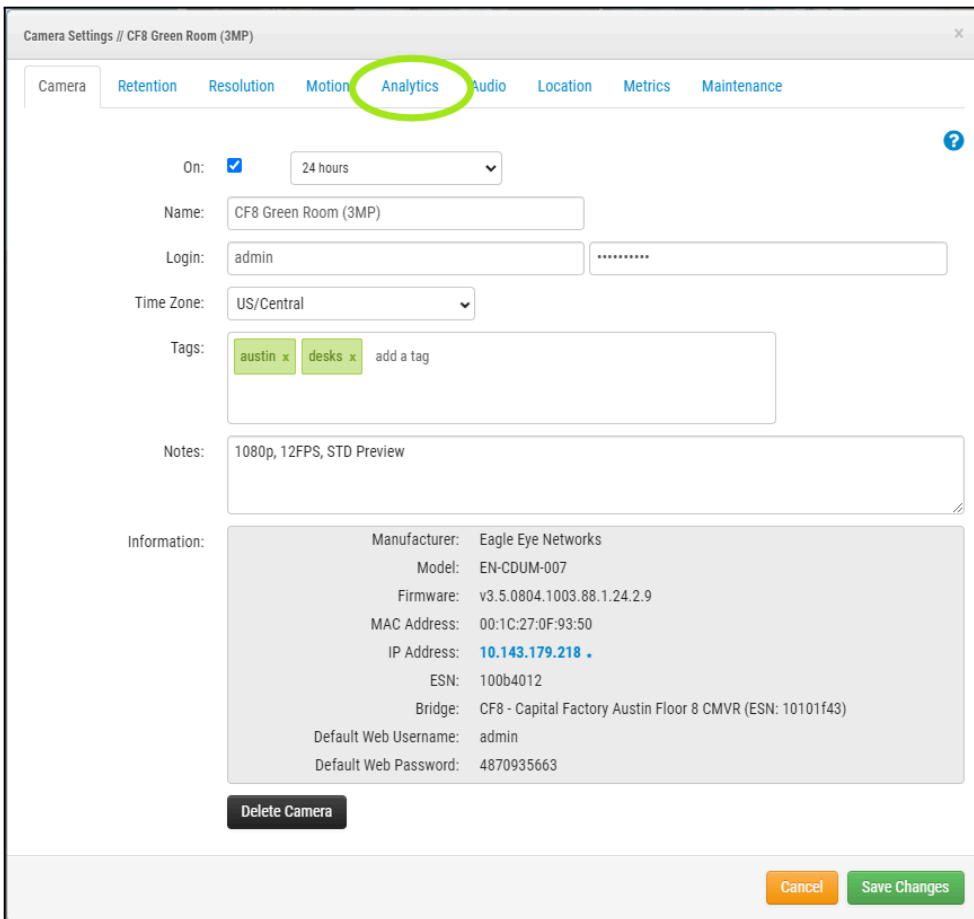 Camera Settings // CF8 Green Room (3MP) ×
Camera Retention Resolution Motion Analytics Audio Location Metrics Maintenance
?
On: 24 hours
Name: CF8 Green Room (3MP)
Login: admin ••••••••••
Time Zone: US/Central
Tags: austin x desks x add a tag
Notes: 1080p, 12FPS, STD Preview
Information: Manufacturer: Eagle Eye Networks
Model: EN-CDUM-007
Firmware: v3.5.0804.1003.88.1.24.2.9
MAC Address: 00:1C:27:0F:93:50
IP Address: 10.143.179.218 .
ESN: 100b4012
Bridge: CF8 - Capital Factory Austin Floor 8 CMVR (ESN: 10101f43)
Default Web Username: admin
Default Web Password: 4870935663
Delete Camera
Cancel Save Changes